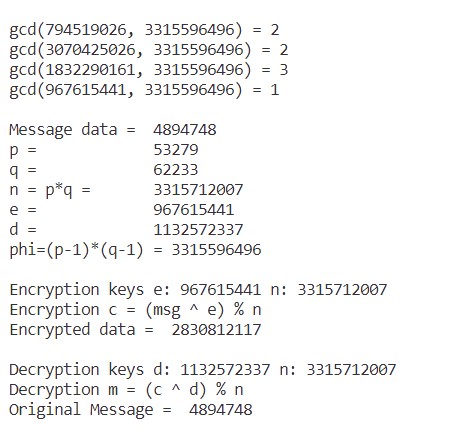 gcd(794519026, 3315596496) = 2
gcd(3070425026, 3315596496) = 2
gcd(1832290161, 3315596496) = 3
gcd(967615441, 3315596496) = 1
Message data =  4894748
p =             53279
q =             62233
n = p*q =       3315712007
e =             967615441
d =             1132572337
phi=(p-1)*(q-1) = 3315596496
Encryption keys e: 967615441 n: 3315712007
Encryption c = (msg ^ e) % n
Encrypted data =  2830812117
Decryption keys d: 1132572337 n: 3315712007
Decryption m = (c ^ d) % n
Original Message =  4894748